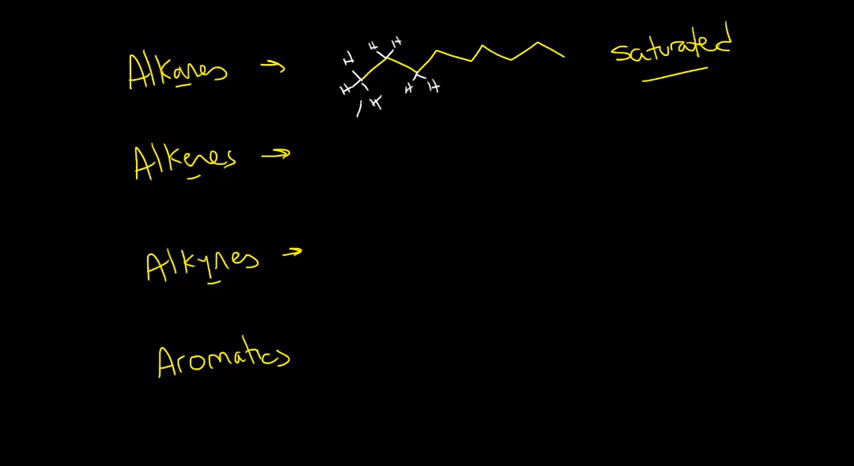 Alkanes → saturated
H H H
H H H H
Alkenes →
Alkynes →
Aromatics